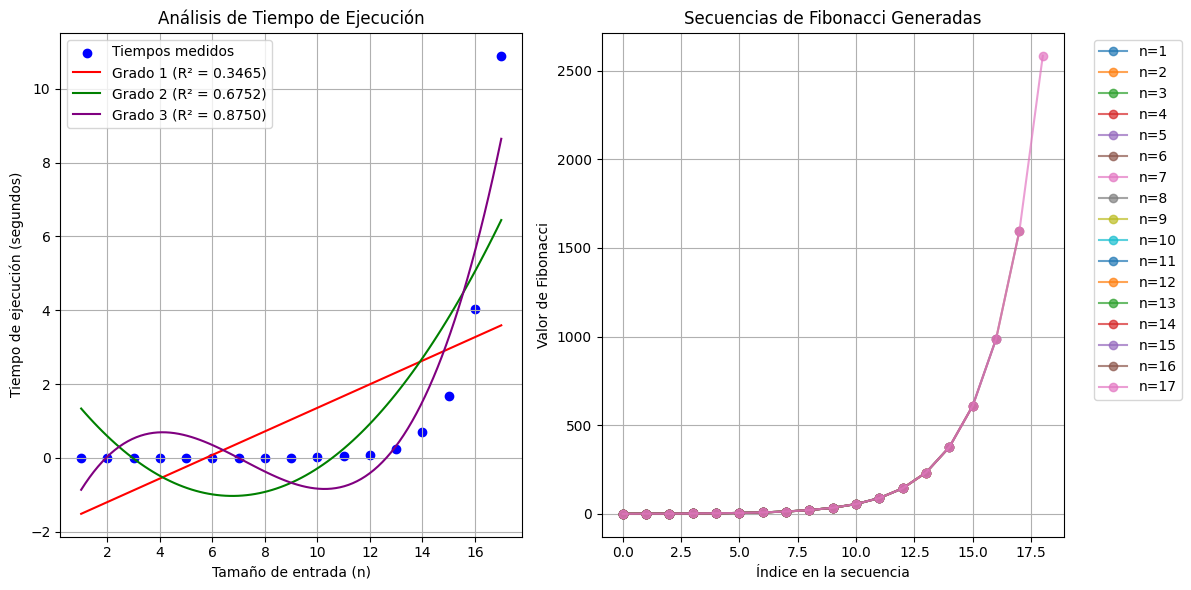 Análisis de Tiempo de Ejecución
Tiempos medidos
Grado 1 (R² = 0.3465)
Grado 2 (R² = 0.6752)
Grado 3 (R² = 0.8750)
10
8
6
4
2
0
−2
2
4
6
8
10
12
14
16
Tiempo de ejecución (segundos)
Tamaño de entrada (n)
Secuencias de Fibonacci Generadas
2500
2000
1500
1000
500
0
0.0
2.5
5.0
7.5
10.0
12.5
15.0
17.5
Valor de Fibonacci
Índice en la secuencia
n=1
n=2
n=3
n=4
n=5
n=6
n=7
n=8
n=9
n=10
n=11
n=12
n=13
n=14
n=15
n=16
n=17